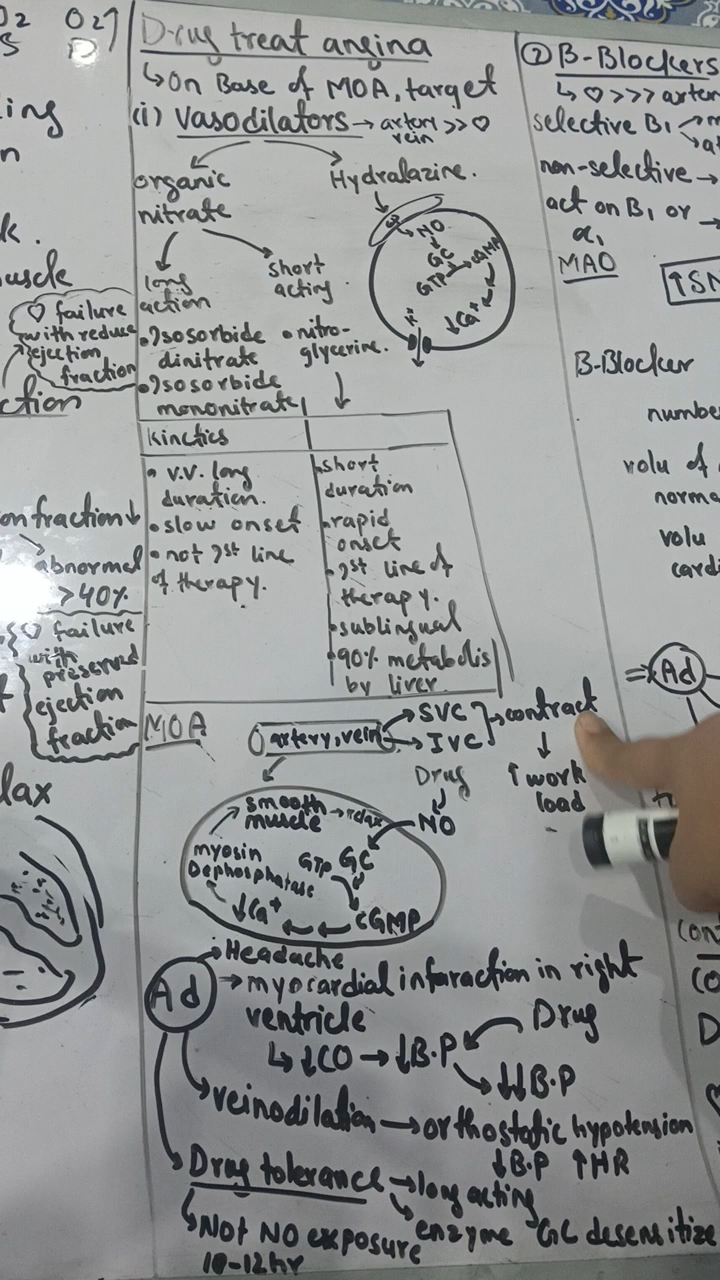 O2 O2
Drug treat angina
↳ On Base of MOA, target
(i) Vasodilators → artery >> ♡
vein
organic
nitrate
Hydralazine.
long
action
short
acting
• Isosorbide
dinitrate
• Isosorbide
mononitrate
• nitro-
glycerine.
NO
GC
GTP → cGMP
↓Ca+
K+
Kinctics
• V.V. long
duration.
• slow onset
• not 1st line
of therapy.
• short
duration
• rapid
onset
• 1st line of
therapy.
• sublingual
• 90% metabolis
by liver
MOA
artery, vein → SVC
→ IVC
→ contract
↓
↑ work
load
Drug
↓
NO
smooth → relax
muscle
myosin
Dephosphatase
GTP GC
↓Ca+ ← ← cGMP
Ad
→ Headache
→ myocardial infaraction in right
ventricle
↳ ↓CO → ↓B.P ← Drug
↓↓B.P
veinodilation → orthostatic hypotension
↓B.P ↑HR
Drug tolerance → long acting
↳ enzyme GC desensitize
↳ Not NO exposure
10-12hr
② B-Blockers
↳ ♡ >>> arter
selective B1
non-selective →
act on B1 or →
α1
MAO
↑SN
B-Blocker
numbe
volu of
norma
volu
cardi
⇒ Ad
ing
n
k.
uscle
♡ failure
with reduce
ejection
fraction
ction
on fraction ↓
abnormal
>40%
♡ failure
with
preserved
ejection
fraction
lax